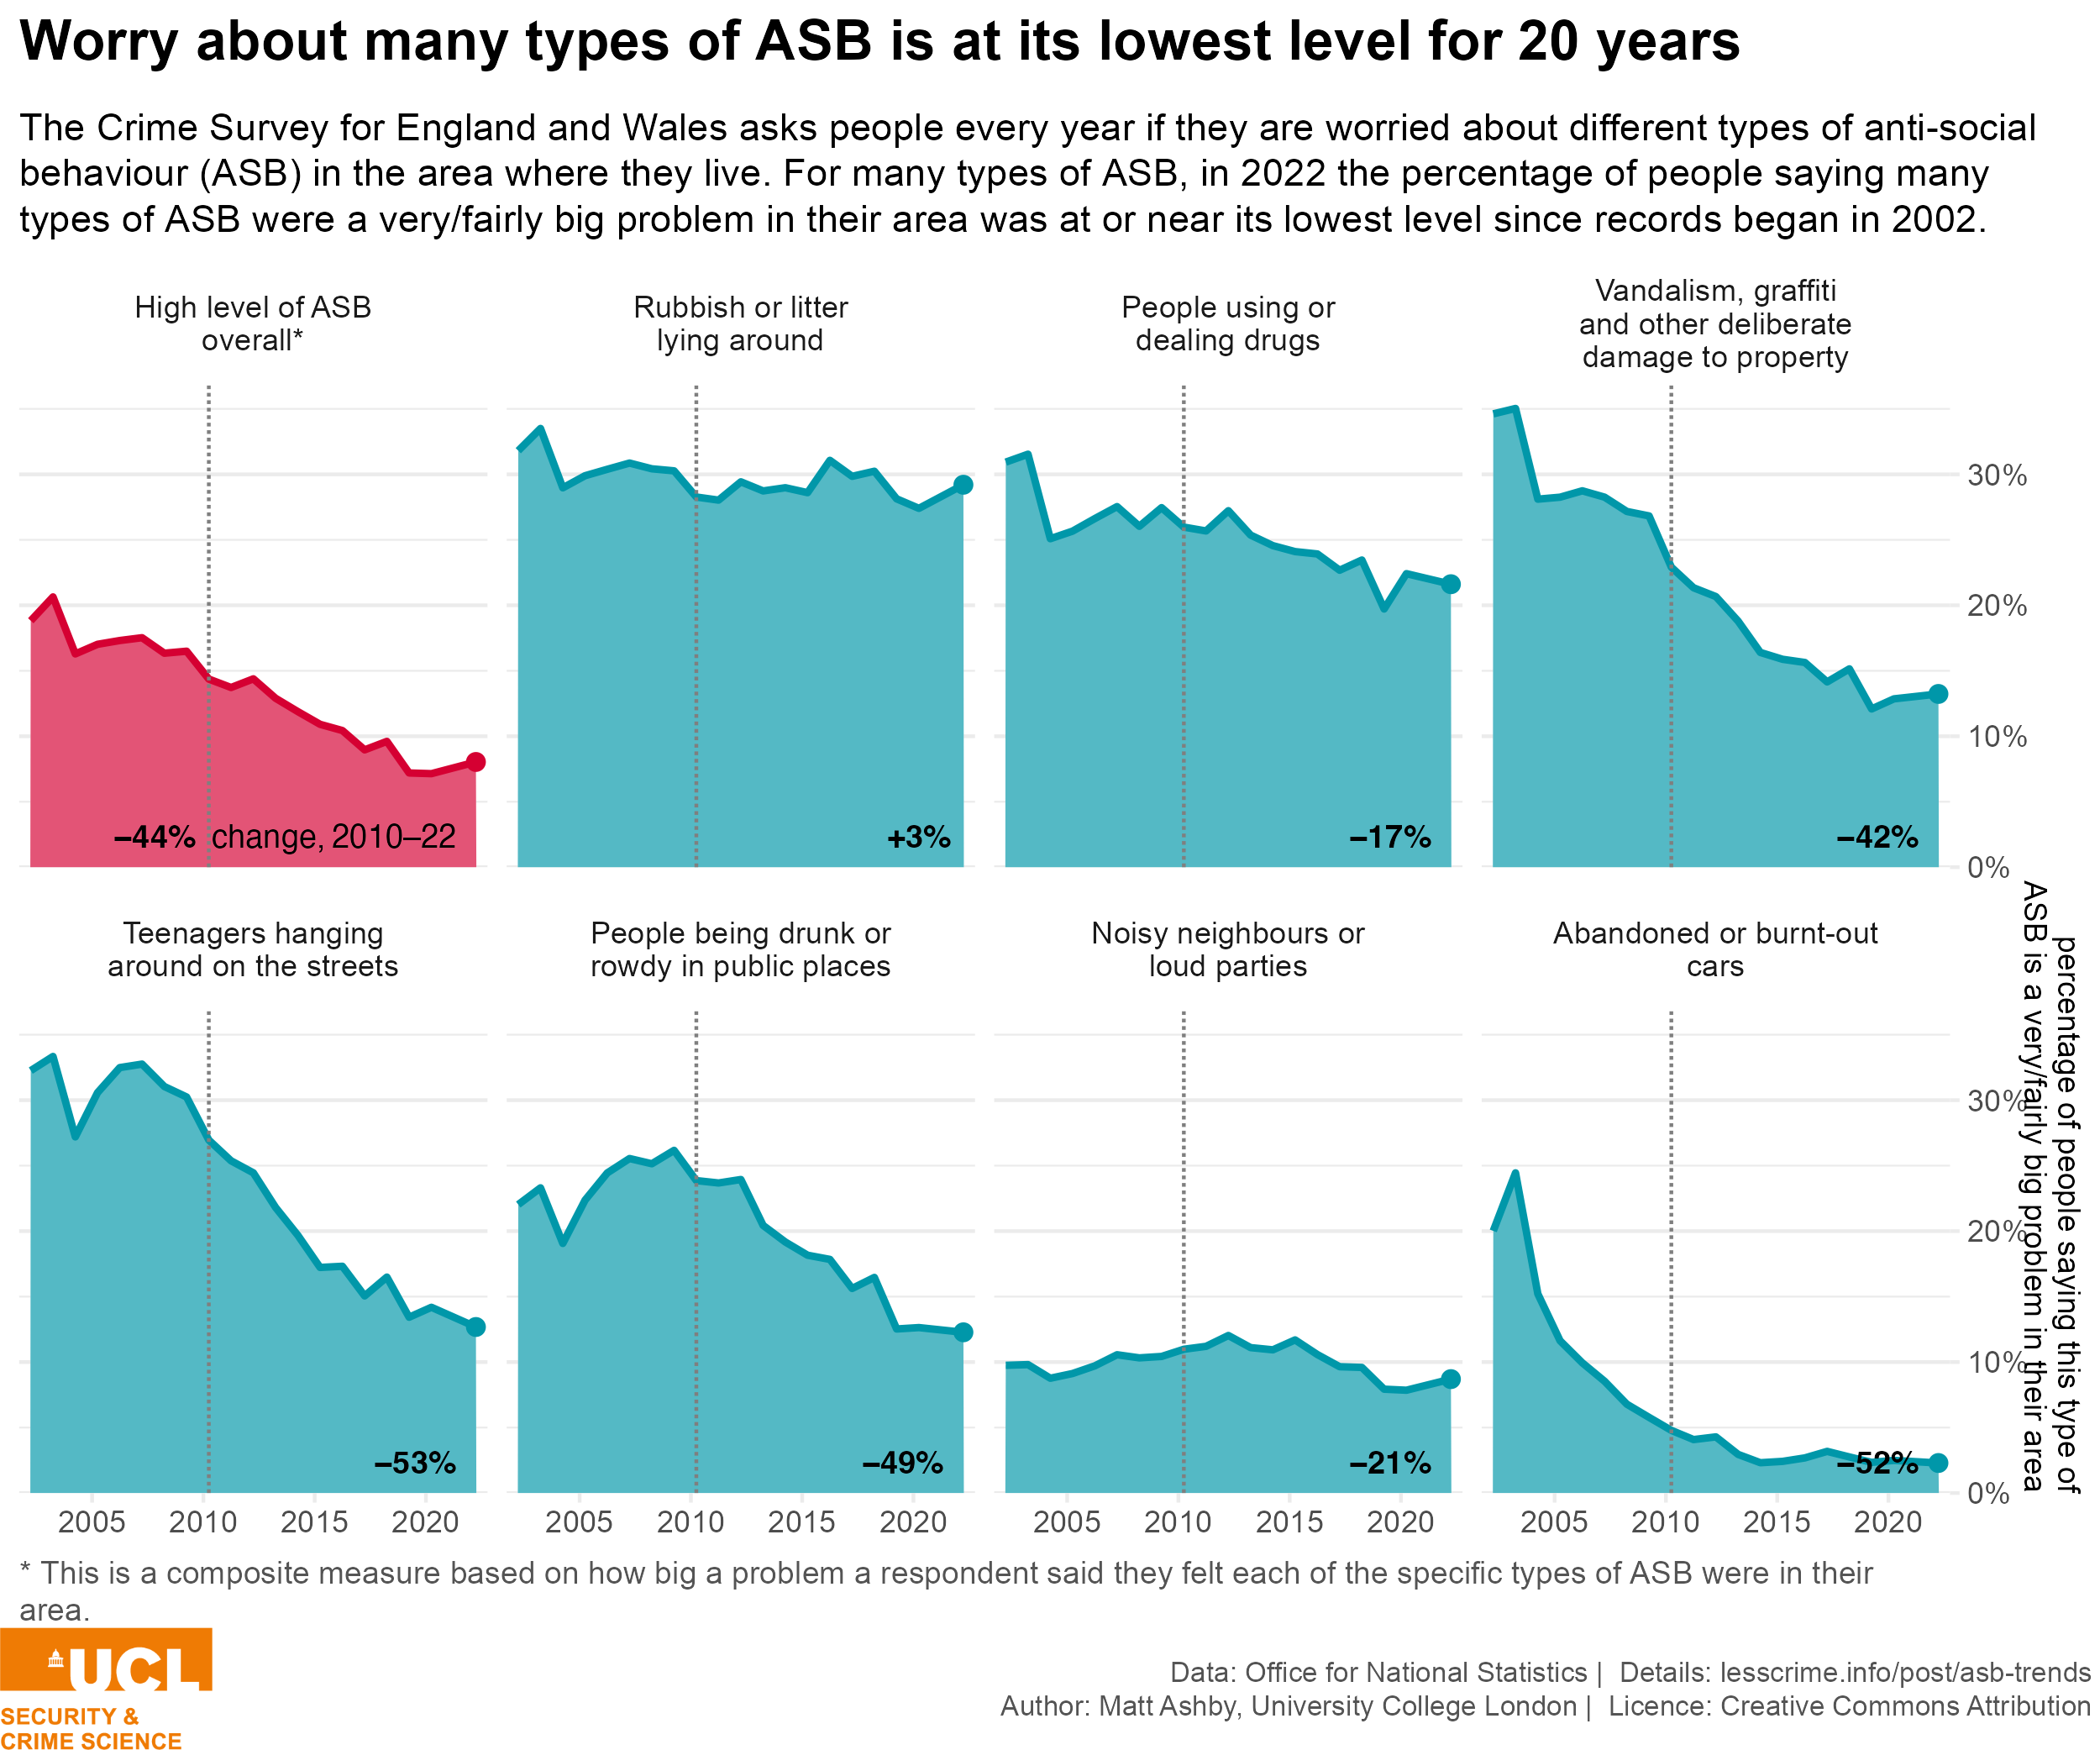 Worry about many types of ASB is at its lowest level for 20 years
The Crime Survey for England and Wales asks people every year if they are worried about different types of anti-social
behaviour (ASB) in the area where they live. For many types of ASB, in 2022 the percentage of people saying many
types of ASB were a very/fairly big problem in their area was at or near its lowest level since records began in 2002.
High level of ASB
overall*
Rubbish or litter
lying around
People using or
dealing drugs
Vandalism, graffiti
and other deliberate
damage to property
30%
20%
10%
0%
–44% change, 2010–22
+3%
–17%
–42%
Teenagers hanging
around on the streets
People being drunk or
rowdy in public places
Noisy neighbours or
loud parties
Abandoned or burnt-out
cars
30%
20%
10%
0%
percentage of people saying this type of
ASB is a very/fairly big problem in their area
–53%
–49%
–21%
–52%
2005 2010 2015 2020
2005 2010 2015 2020
2005 2010 2015 2020
2005 2010 2015 2020
* This is a composite measure based on how big a problem a respondent said they felt each of the specific types of ASB were in their
area.
UCL
SECURITY &
CRIME SCIENCE
Data: Office for National Statistics | Details: lesscrime.info/post/asb-trends
Author: Matt Ashby, University College London | Licence: Creative Commons Attribution